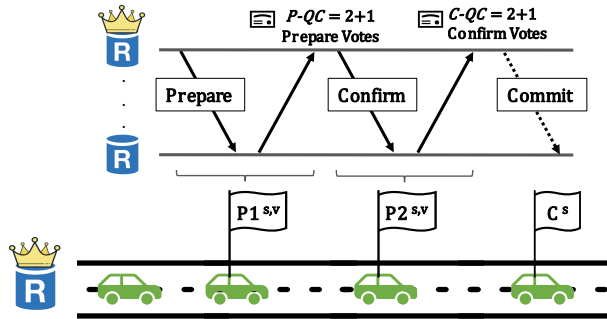 P-QC = 2+1
Prepare Votes
C-QC = 2+1
Confirm Votes
R
Prepare
Confirm
Commit
R
P1 s,v
P2 s,v
C s
R